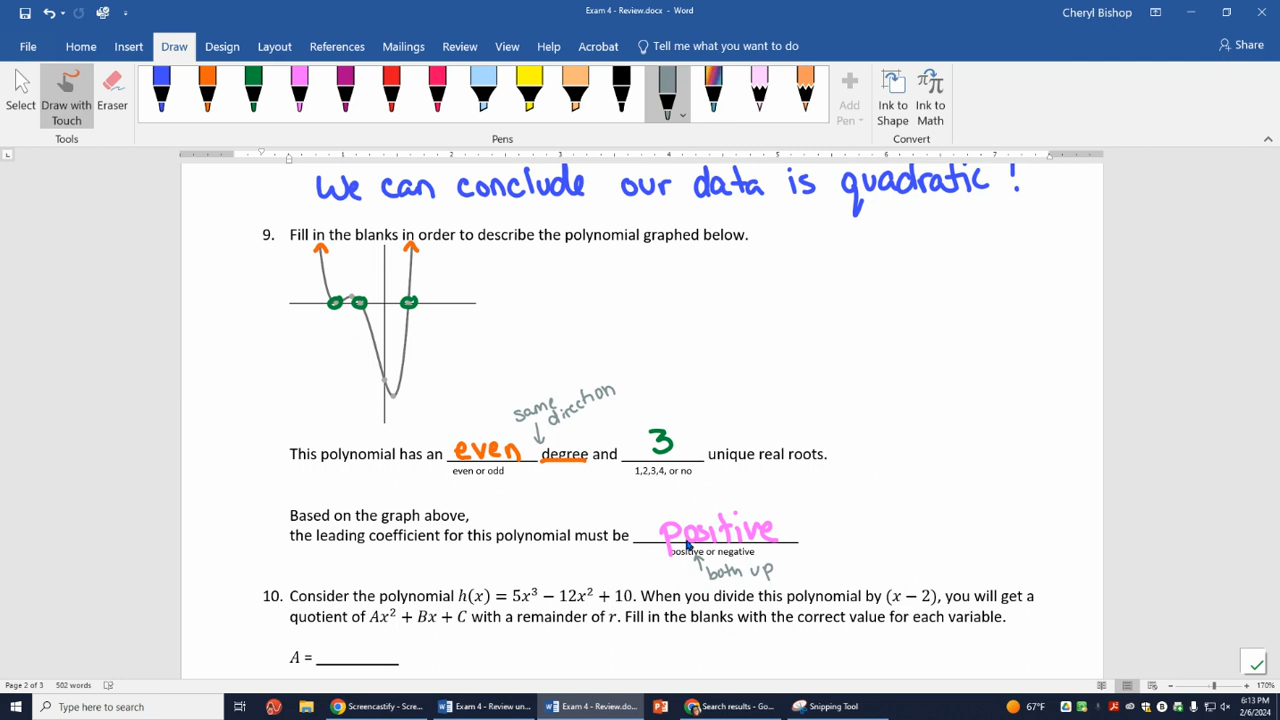 Exam 4 - Review.docx - Word
Cheryl Bishop
File Home Insert Draw Design Layout References Mailings Review View Help Acrobat Tell me what you want to do Share
Select Draw with Touch Eraser Add Pen Ink to Shape Ink to Math
Tools Pens Convert
1 2 3 4 5 6 7
We can conclude our data is quadratic !
9. Fill in the blanks in order to describe the polynomial graphed below.
same direction
This polynomial has an even degree and 3 unique real roots.
even or odd 1,2,3,4, or no
Based on the graph above,
the leading coefficient for this polynomial must be positive
positive or negative
both up
10. Consider the polynomial h(x) = 5x³ − 12x² + 10. When you divide this polynomial by (x − 2), you will get a
quotient of Ax² + Bx + C with a remainder of r. Fill in the blanks with the correct value for each variable.
A = ________
Page 2 of 3 502 words 170%
Type here to search Screencastify - Scre... Exam 4 - Review un... Exam 4 - Review.do... Search results - Go... Snipping Tool 67°F 6:13 PM
2/6/2024